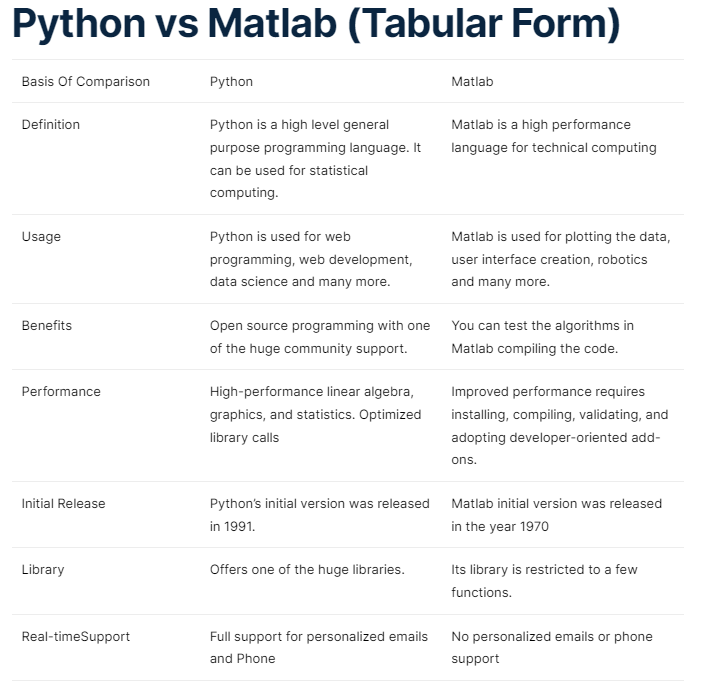 Python vs Matlab (Tabular Form)
Basis Of Comparison Python Matlab
Definition Python is a high level general Matlab is a high performance
purpose programming language. It language for technical computing
can be used for statistical
computing.
Usage Python is used for web Matlab is used for plotting the data,
programming, web development, user interface creation, robotics
data science and many more. and many more.
Benefits Open source programming with one You can test the algorithms in
of the huge community support. Matlab compiling the code.
Performance High-performance linear algebra, Improved performance requires
graphics, and statistics. Optimized installing, compiling, validating, and
library calls adopting developer-oriented add-
ons.
Initial Release Python’s initial version was released Matlab initial version was released
in 1991. in the year 1970
Library Offers one of the huge libraries. Its library is restricted to a few
functions.
Real-timeSupport Full support for personalized emails No personalized emails or phone
and Phone support